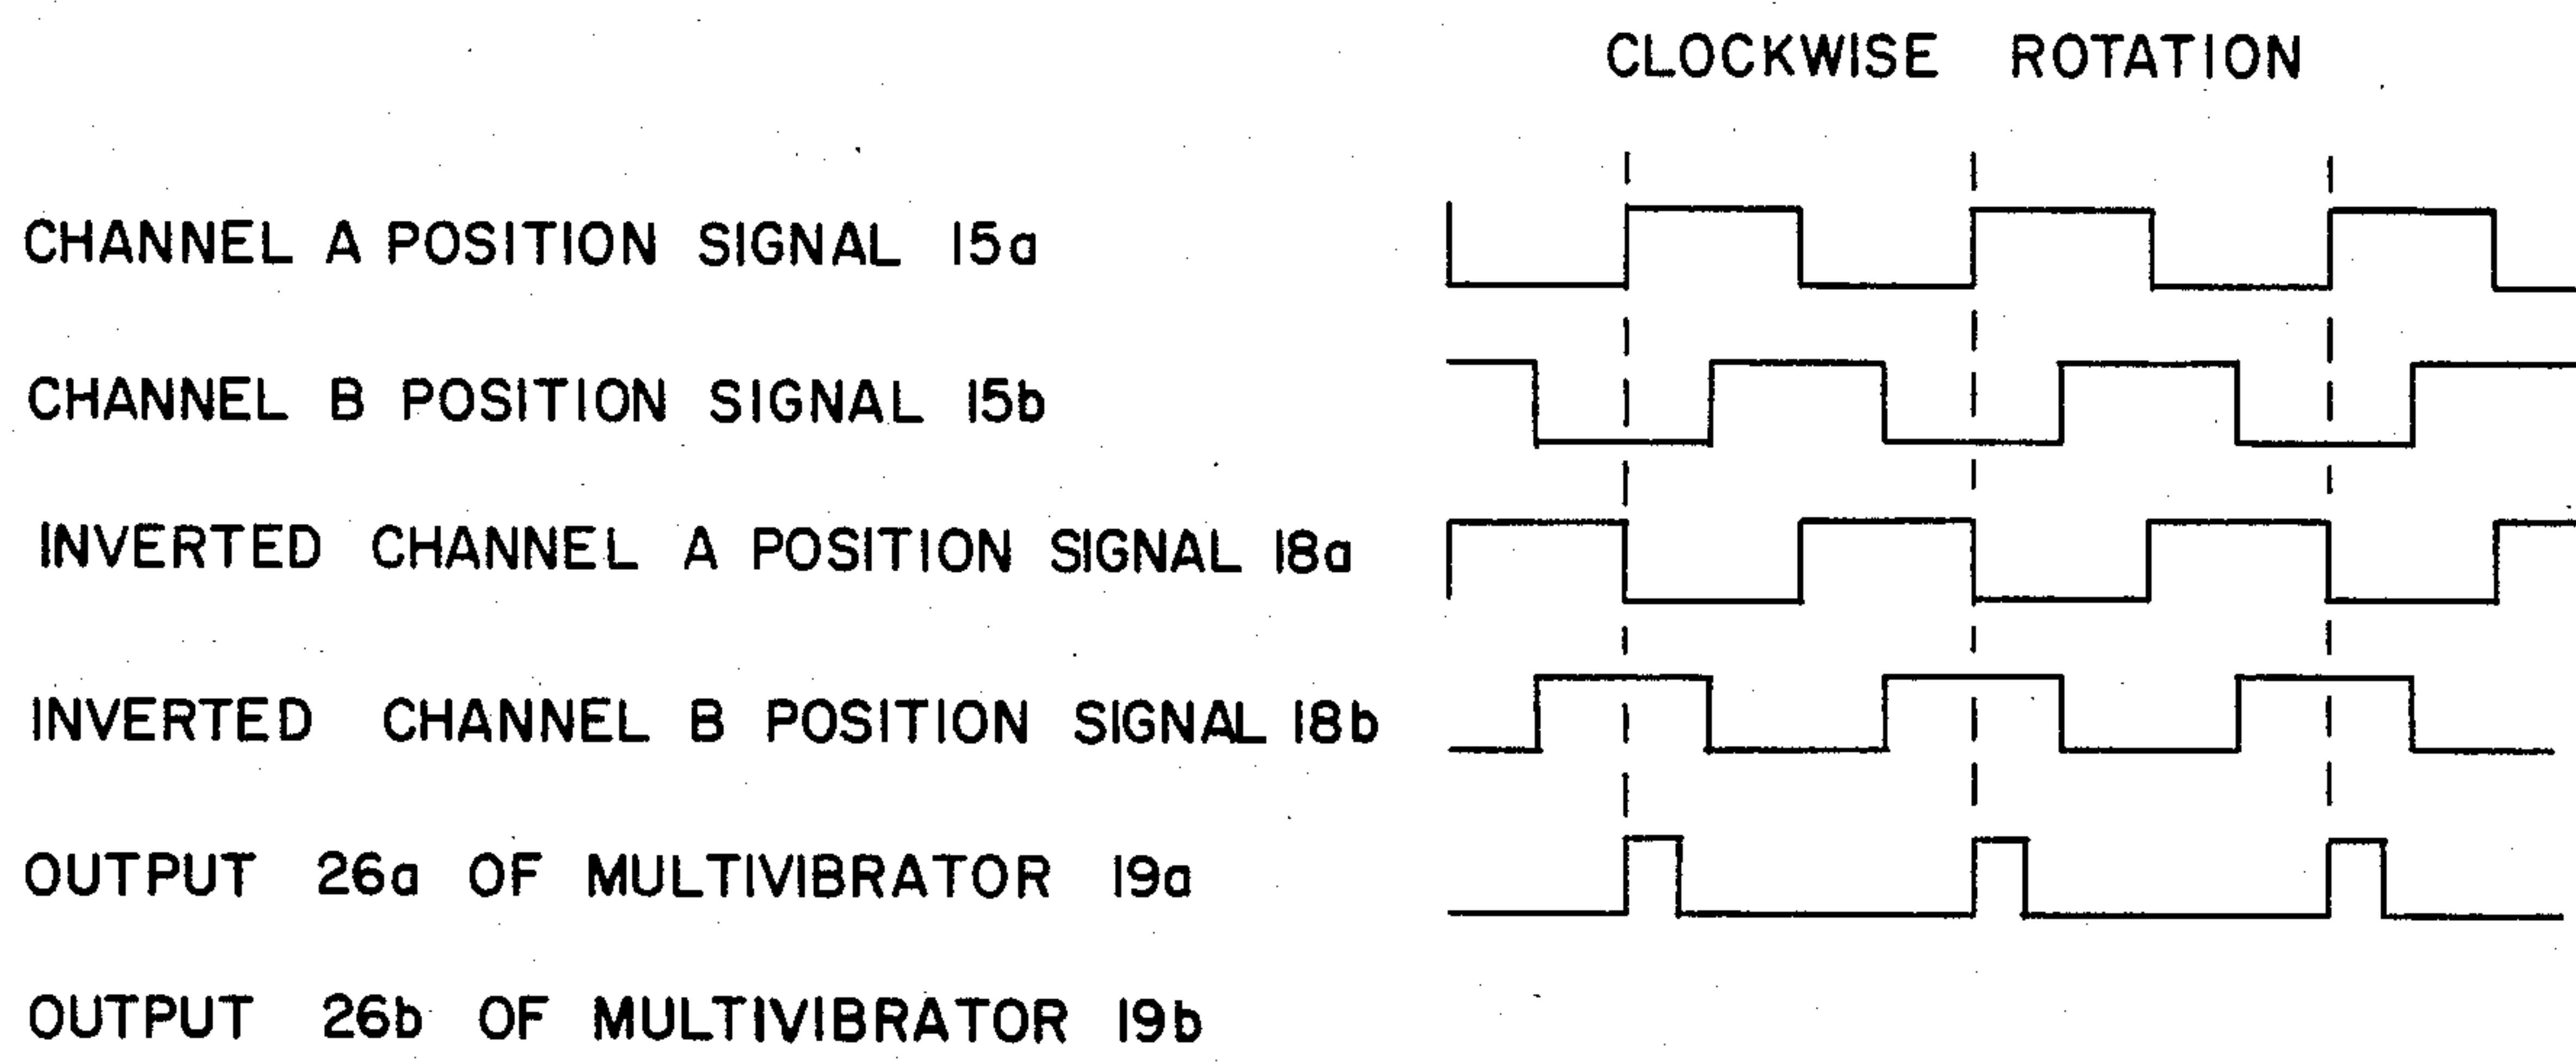 CLOCKWISE ROTATION
CHANNEL A POSITION SIGNAL 15a
CHANNEL B POSITION SIGNAL 15b
INVERTED CHANNEL A POSITION SIGNAL 18a
INVERTED CHANNEL B POSITION SIGNAL 18b
OUTPUT 26a OF MULTIVIBRATOR 19a
OUTPUT 26b OF MULTIVIBRATOR 19b